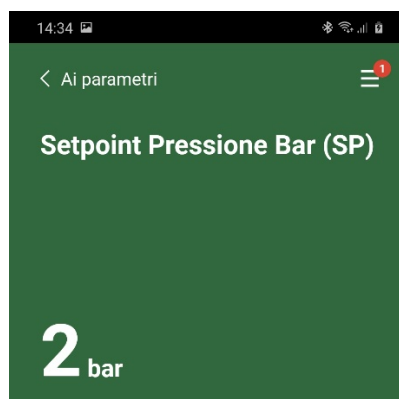 14:34
Ai parametri
1
Setpoint Pressione Bar (SP)
2 bar